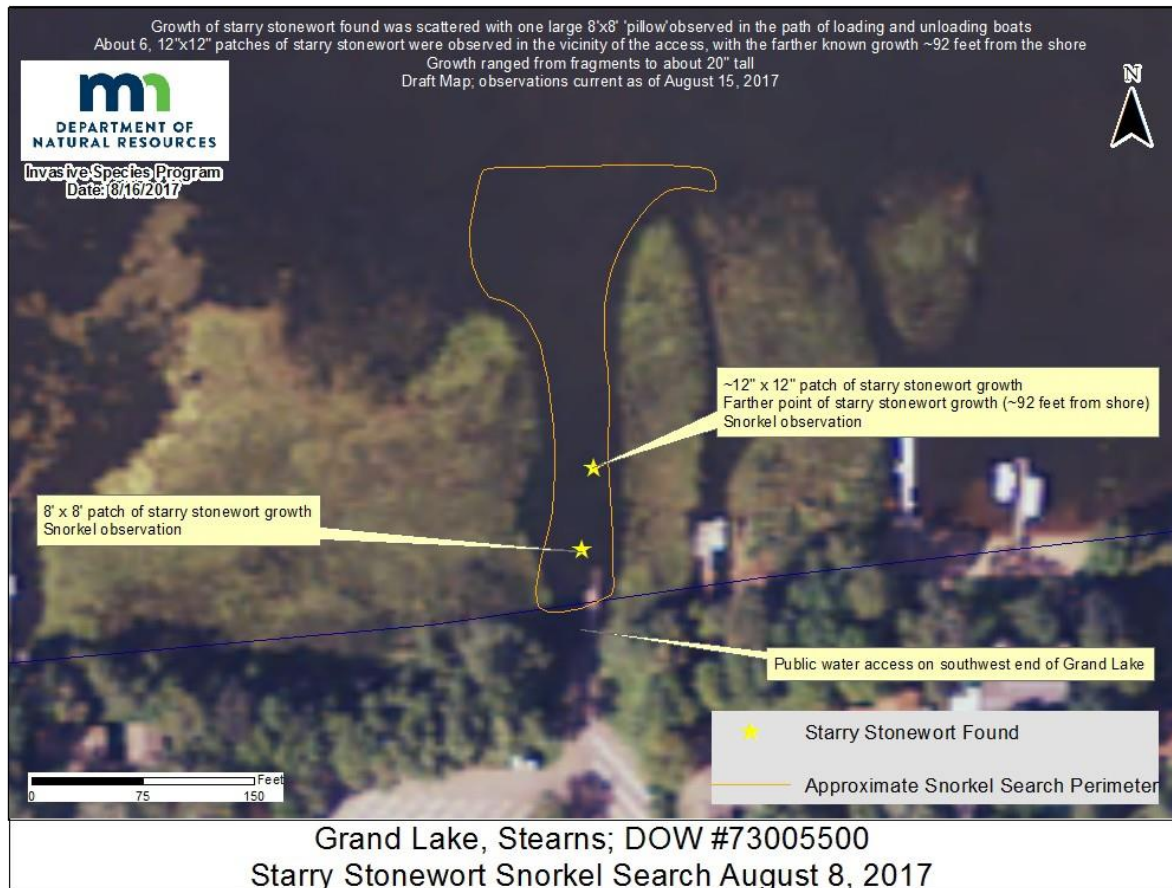 Growth of starry stonewort found was scattered with one large 8'x8' 'pillow'observed in the path of loading and unloading boats
About 6, 12"x12" patches of starry stonewort were observed in the vicinity of the access, with the farther known growth ~92 feet from the shore
Growth ranged from fragments to about 20" tall
Draft Map; observations current as of August 15, 2017
N
mn
DEPARTMENT OF
NATURAL RESOURCES
Invasive Species Program
Date: 8/16/2017
~12" x 12" patch of starry stonewort growth
Farther point of starry stonewort growth (~92 feet from shore)
Snorkel observation
8' x 8' patch of starry stonewort growth
Snorkel observation
Public water access on southwest end of Grand Lake
Starry Stonewort Found
Approximate Snorkel Search Perimeter
Feet
0 75 150
Grand Lake, Stearns; DOW #73005500
Starry Stonewort Snorkel Search August 8, 2017